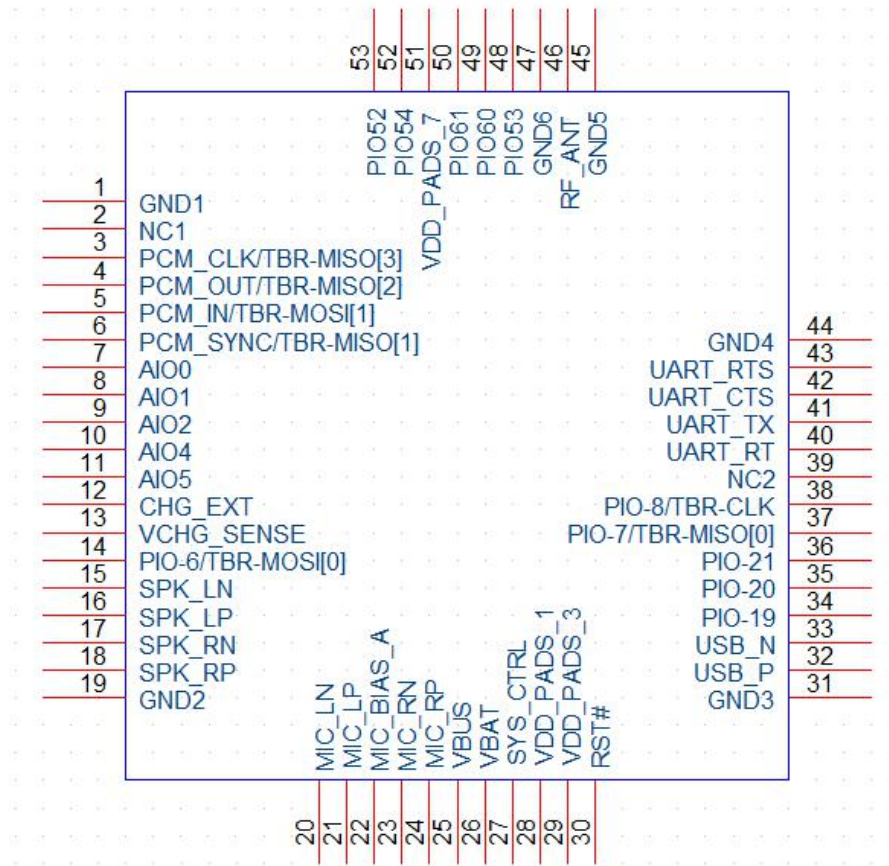 53 52 51 50 49 48 47 46 45
PIO52
PIO54
VDD_PADS_7
PIO61
PIO60
PIO53
GND6
RF_ANT
GND5
1 GND1
2 NC1
3 PCM_CLK/TBR-MISO[3]
4 PCM_OUT/TBR-MISO[2]
5 PCM_IN/TBR-MOSI[1]
6 PCM_SYNC/TBR-MISO[1]
7 AIO0
8 AIO1
9 AIO2
10 AIO4
11 AIO5
12 CHG_EXT
13 VCHG_SENSE
14 PIO-6/TBR-MOSI[0]
15 SPK_LN
16 SPK_LP
17 SPK_RN
18 SPK_RP
19 GND2
GND4 44
UART_RTS 43
UART_CTS 42
UART_TX 41
UART_RT 40
NC2 39
PIO-8/TBR-CLK 38
PIO-7/TBR-MISO[0] 37
PIO-21 36
PIO-20 35
PIO-19 34
USB_N 33
USB_P 32
GND3 31
MIC_LN
MIC_LP
MIC_BIAS_A
MIC_RN
MIC_RP
VBUS
VBAT
SYS_CTRL
VDD_PADS_1
VDD_PADS_3
RST#
20 21 22 23 24 25 26 27 28 29 30